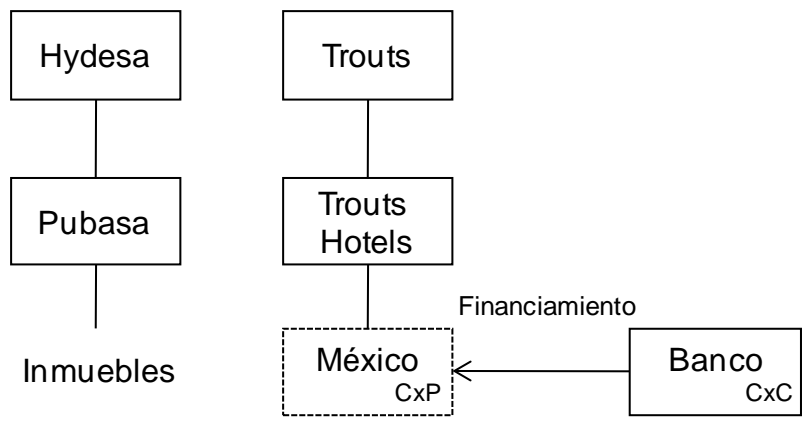 Hydesa
Trouts
Pubasa
Trouts
Hotels
Financiamiento
Inmuebles
México
CxP
Banco
CxC